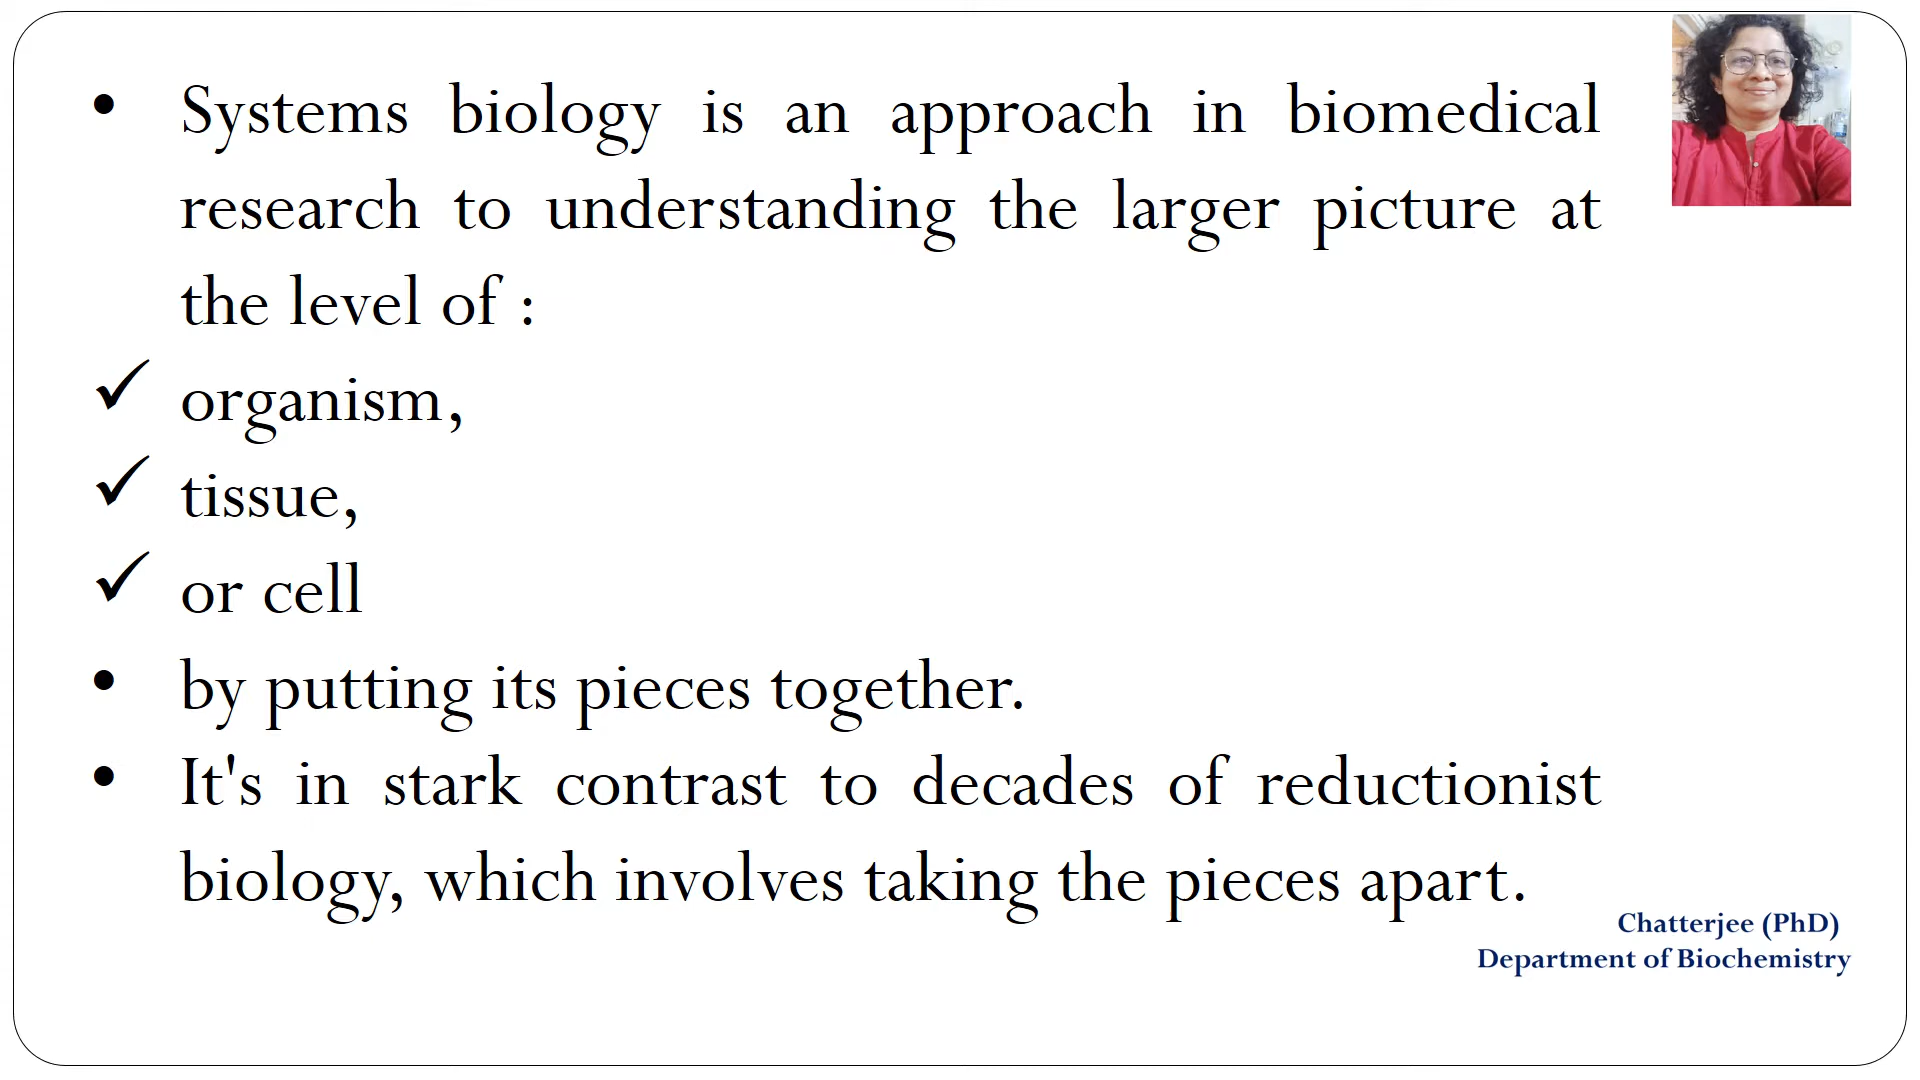 • Systems biology is an approach in biomedical
research to understanding the larger picture at
the level of :
✓ organism,
✓ tissue,
✓ or cell
• by putting its pieces together.
• It's in stark contrast to decades of reductionist
biology, which involves taking the pieces apart.
Chatterjee (PhD)
Department of Biochemistry